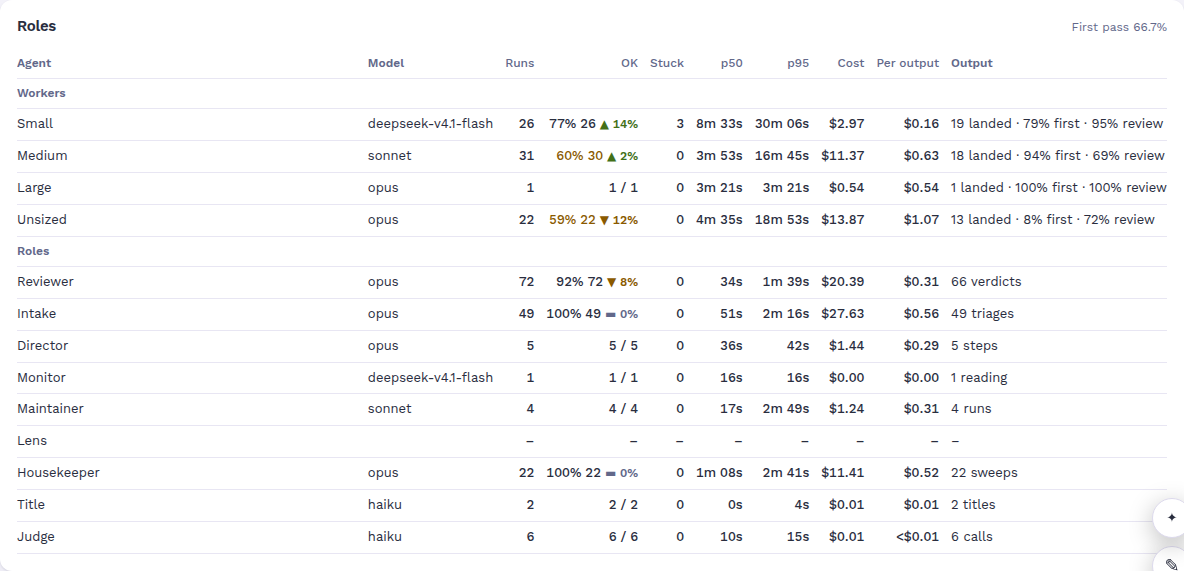 Roles First pass 66.7%
Agent Model Runs OK Stuck p50 p95 Cost Per output Output
Workers
Small deepseek-v4.1-flash 26 77% 26 ▲ 14% 3 8m 33s 30m 06s $2.97 $0.16 19 landed · 79% first · 95% review
Medium sonnet 31 60% 30 ▲ 2% 0 3m 53s 16m 45s $11.37 $0.63 18 landed · 94% first · 69% review
Large opus 1 1 / 1 0 3m 21s 3m 21s $0.54 $0.54 1 landed · 100% first · 100% review
Unsized opus 22 59% 22 ▼ 12% 0 4m 35s 18m 53s $13.87 $1.07 13 landed · 8% first · 72% review
Roles
Reviewer opus 72 92% 72 ▼ 8% 0 34s 1m 39s $20.39 $0.31 66 verdicts
Intake opus 49 100% 49 ▬ 0% 0 51s 2m 16s $27.63 $0.56 49 triages
Director opus 5 5 / 5 0 36s 42s $1.44 $0.29 5 steps
Monitor deepseek-v4.1-flash 1 1 / 1 0 16s 16s $0.00 $0.00 1 reading
Maintainer sonnet 4 4 / 4 0 17s 2m 49s $1.24 $0.31 4 runs
Lens – – – – – – – –
Housekeeper opus 22 100% 22 ▬ 0% 0 1m 08s 2m 41s $11.41 $0.52 22 sweeps
Title haiku 2 2 / 2 0 0s 4s $0.01 $0.01 2 titles
Judge haiku 6 6 / 6 0 10s 15s $0.01 <$0.01 6 calls